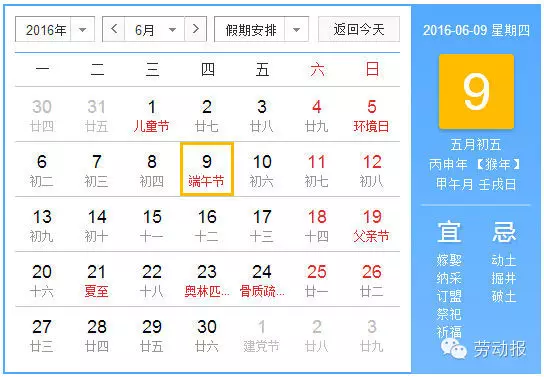 2016年 6月 假期安排 返回今天
一 二 三 四 五 六 日
30 31 1 2 3 4 5
廿四 廿五 儿童节 廿七 廿八 廿九 环境日
6 7 8 9 10 11 12
初二 初三 初四 端午节 初六 初七 初八
13 14 15 16 17 18 19
初九 初十 十一 十二 十三 十四 父亲节
20 21 22 23 24 25 26
十六 夏至 十八 奥林匹... 骨质疏... 廿一 廿二
27 28 29 30 1 2 3
廿三 廿四 廿五 廿六 建党节 廿八 廿九
2016-06-09 星期四
9
五月初五
丙申年 【猴年】
甲午月 壬戌日
宜 忌
嫁娶 动土
纳采 掘井
订盟 破土
祭祀
祈福
劳动报